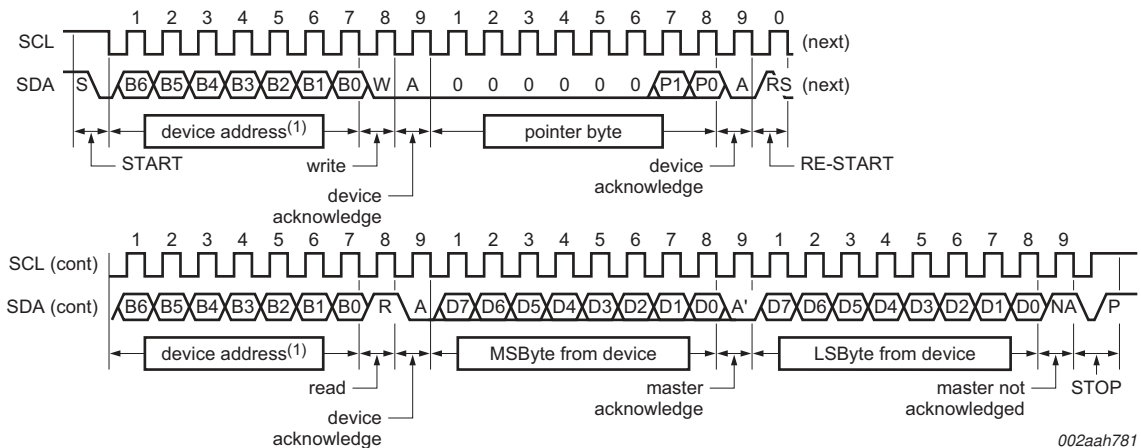 1 2 3 4 5 6 7 8 9 1 2 3 4 5 6 7 8 9 0
SCL (next)
SDA S B6 B5 B4 B3 B2 B1 B0 W A 0 0 0 0 0 0 P1 P0 A RS (next)
device address(1) pointer byte
START write device RE-START
device acknowledge
acknowledge
1 2 3 4 5 6 7 8 9 1 2 3 4 5 6 7 8 9 1 2 3 4 5 6 7 8 9
SCL (cont)
SDA (cont) B6 B5 B4 B3 B2 B1 B0 R A D7 D6 D5 D4 D3 D2 D1 D0 A' D7 D6 D5 D4 D3 D2 D1 D0 NA P
device address(1) MSByte from device LSByte from device
read master master not STOP
device acknowledge acknowledged
acknowledge
002aah781